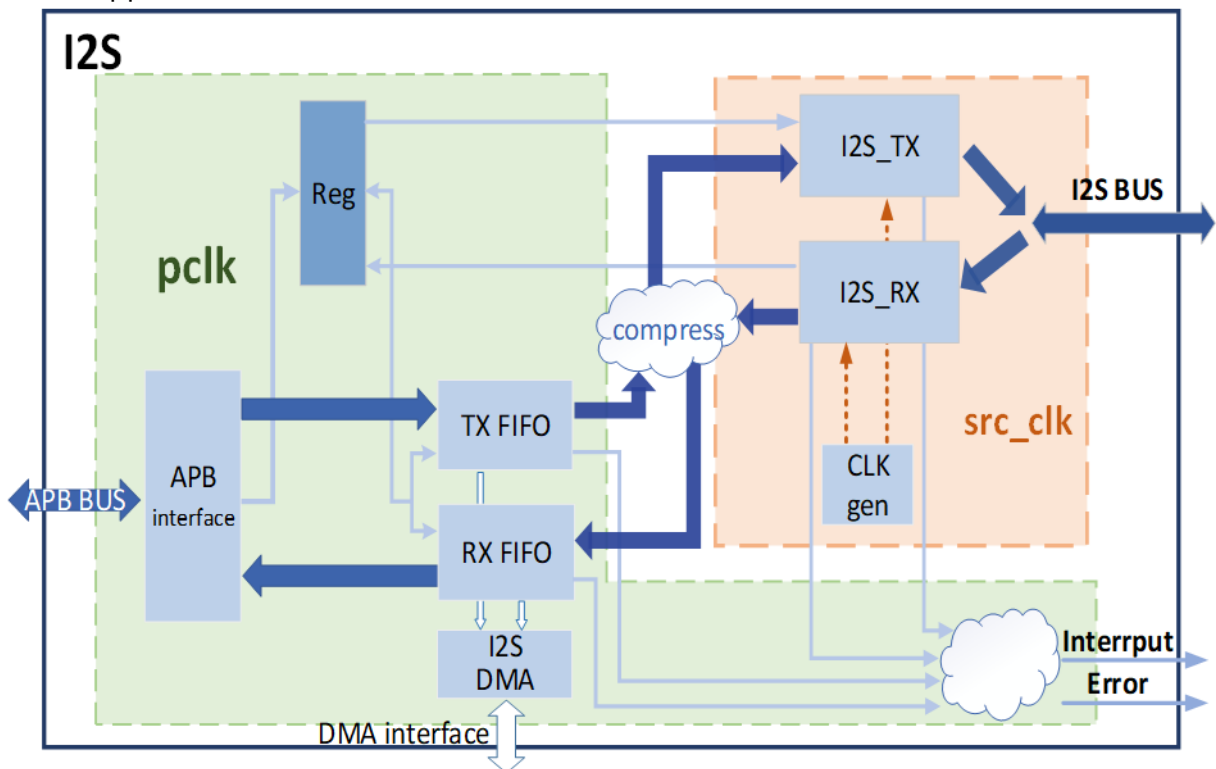 I2S
Reg
pclk
I2S_TX
I2S BUS
I2S_RX
compress
src_clk
CLK
gen
TX FIFO
APB
interface
APB BUS
RX FIFO
I2S
DMA
Interrput
Error
DMA interface